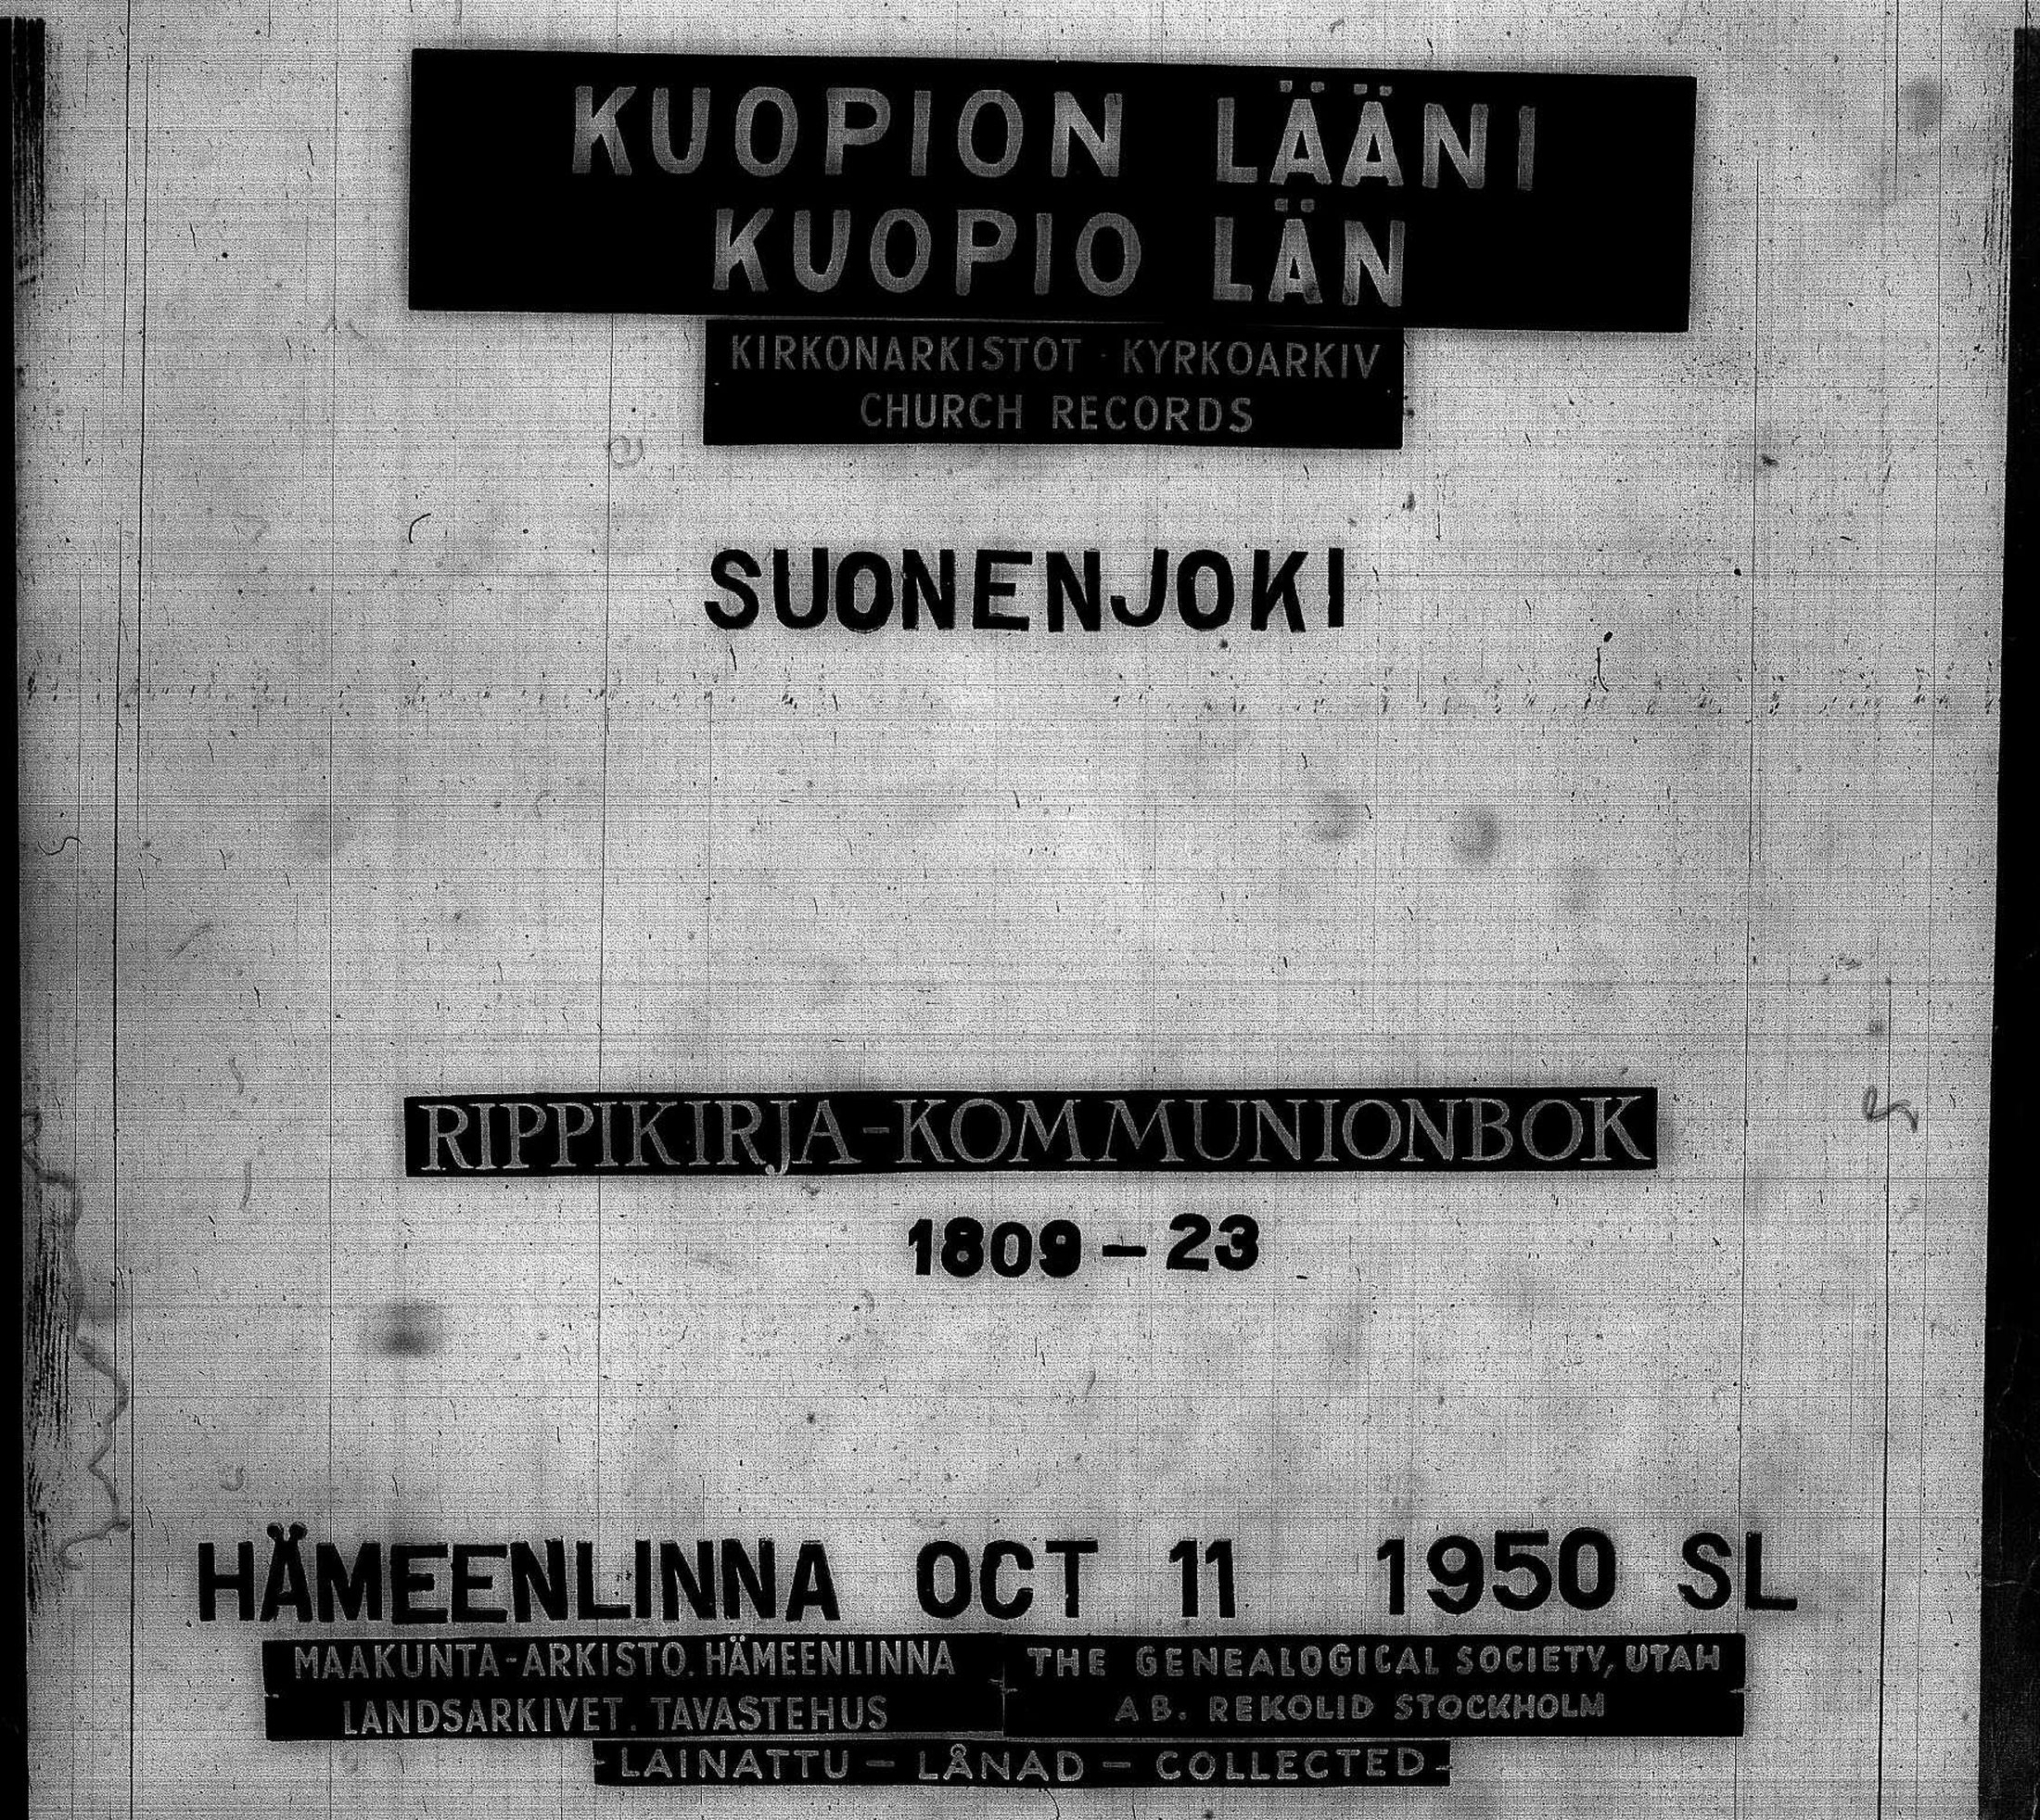 KUOPION LÄÄNI
KUOPIO LÄN
KIRKONARKISTOT · KYRKOARKIV
CHURCH RECORDS
SUONENJOKI
RIPPIKIRJA-KOMMUNIONBOK
1809-23
HÄMEENLINNA OCT 11 1950 SL
MAAKUNTA-ARKISTO. HÄMEENLINNA
LANDSARKIVET. TAVASTEHUS
THE GENEALOGICAL SOCIETY, UTAH
AB. REKOLID STOCKHOLM
-LAINATTU - LÅNAD - COLLECTED-